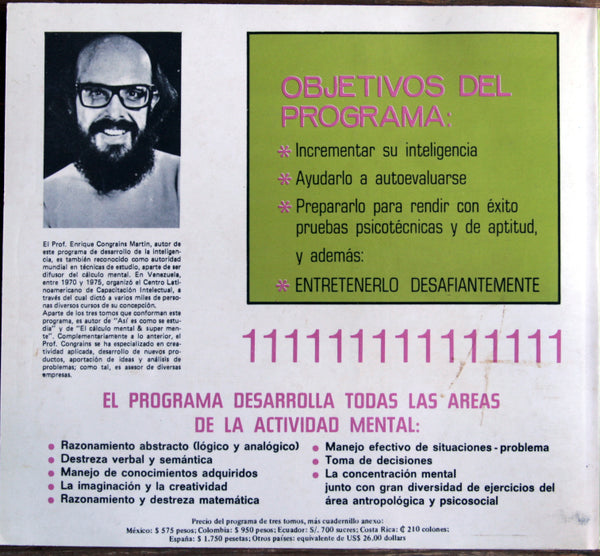 El Prof. Enrique Congrains Martin, autor de
este programa de desarrollo de la inteligen-
cia, es también reconocido como autoridad
mundial en técnicas de estudio, aparte de ser
difusor del cálculo mental. En Venezuela,
entre 1970 y 1975, organizó el Centro Lati-
noamericano de Capacitación Intelectual, a
través del cual dictó a varios miles de perso-
nas diversos cursos de su concepción.
Aparte de los tres tomos que conforman este
programa, es autor de "Así es como se estu-
dia" y de "El cálculo mental & super men-
te". Complementariamente a lo anterior, el
Prof. Congrains se ha especializado en crea-
tividad aplicada, desarrollo de nuevos pro-
ductos, aportación de ideas y análisis de
problemas; como tal, es asesor de diversas
empresas.
OBJETIVOS DEL
PROGRAMA:
* Incrementar su inteligencia
* Ayudarlo a autoevaluarse
* Prepararlo para rendir con éxito
pruebas psicotécnicas y de aptitud,
y además:
* ENTRETENERLO DESAFIANTEMENTE
11111111111111111
EL PROGRAMA DESARROLLA TODAS LAS AREAS
DE LA ACTIVIDAD MENTAL:
• Razonamiento abstracto (lógico y analógico)
• Destreza verbal y semántica
• Manejo de conocimientos adquiridos
• La imaginación y la creatividad
• Razonamiento y destreza matemática
• Manejo efectivo de situaciones-problema
• Toma de decisiones
• La concentración mental
junto con gran diversidad de ejercicios del
área antropológica y psicosocial
Precio del programa de tres tomos, más cuadernillo anexo:
México: $ 575 pesos; Colombia: $ 950 pesos; Ecuador: S/. 700 sucres; Costa Rica: ₡ 210 colones;
España: $ 1.750 pesetas; Otros países: equivalente de US$ 26.00 dollars